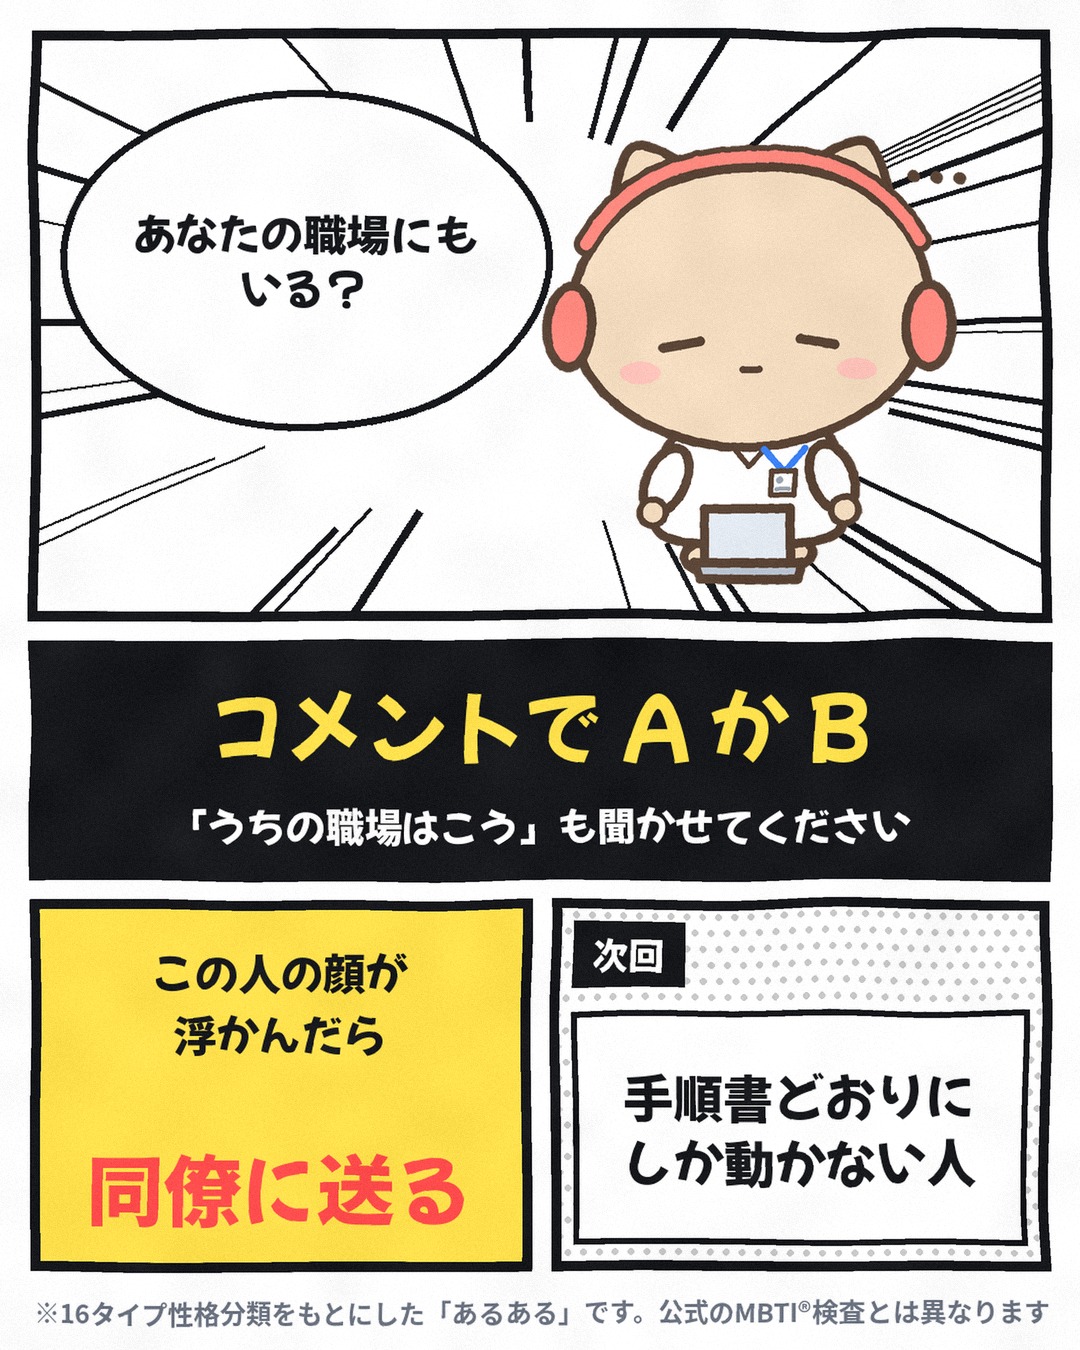 あなたの職場にも
いる？
コメントでAかB
「うちの職場はこう」も聞かせてください
この人の顔が
浮かんだら
同僚に送る
次回
手順書どおりに
しか動かない人
※16タイプ性格分類をもとにした「あるある」です。公式のMBTI®検査とは異なります